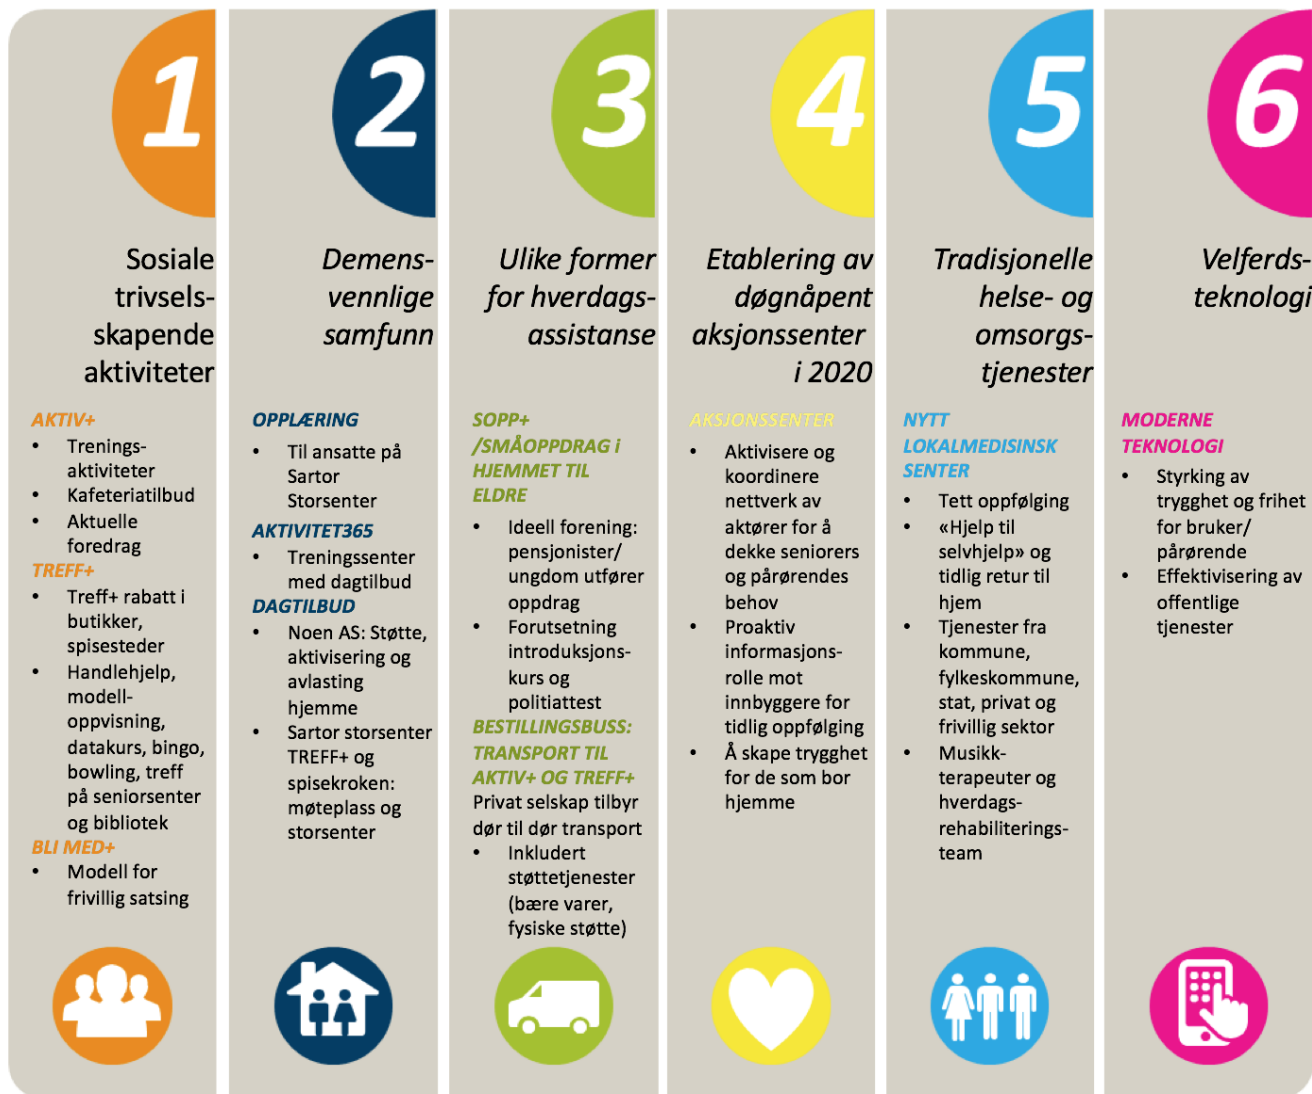 1
Sosiale
trivsels-
skapende
aktiviteter
AKTIV+
• Trenings-
aktiviteter
• Kafeteriatilbud
• Aktuelle
foredrag
TREFF+
• Treff+ rabatt i
butikker,
spisesteder
• Handlehjelp,
modell-
oppvisning,
datakurs, bingo,
bowling, treff
på seniorsenter
og bibliotek
BLI MED+
• Modell for
frivillig satsing
2
Demens-
vennlige
samfunn
OPPLÆRING
• Til ansatte på
Sartor
Storsenter
AKTIVITET365
• Treningssenter
med dagtilbud
DAGTILBUD
• Noen AS: Støtte,
aktivisering og
avlasting
hjemme
• Sartor storsenter
TREFF+ og
spisekroken:
møteplass og
storsenter
3
Ulike former
for hverdags-
assistanse
SOPP+
/SMÅOPPDRAG i
HJEMMET TIL
ELDRE
• Ideell forening:
pensjonister/
ungdom utfører
oppdrag
• Forutsetning
introduksjons-
kurs og
politiattest
BESTILLINGSBUSS:
TRANSPORT TIL
AKTIV+ OG TREFF+
Privat selskap tilbyr
dør til dør transport
• Inkludert
støttetjenester
(bære varer,
fysiske støtte)
4
Etablering av
døgnåpent
aksjonssenter
i 2020
AKSJONSSENTER
• Aktivisere og
koordinere
nettverk av
aktører for å
dekke seniorers
og pårørendes
behov
• Proaktiv
informasjons-
rolle mot
innbyggere for
tidlig oppfølging
• Å skape trygghet
for de som bor
hjemme
5
Tradisjonelle
helse- og
omsorgs-
tjenester
NYTT
LOKALMEDISINSK
SENTER
• Tett oppfølging
• «Hjelp til
selvhjelp» og
tidlig retur til
hjem
• Tjenester fra
kommune,
fylkeskommune,
stat, privat og
frivillig sektor
• Musikk-
terapeuter og
hverdags-
rehabiliterings-
team
6
Velferds-
teknologi
MODERNE
TEKNOLOGI
• Styrking av
trygghet og frihet
for bruker/
pårørende
• Effektivisering av
offentlige
tjenester